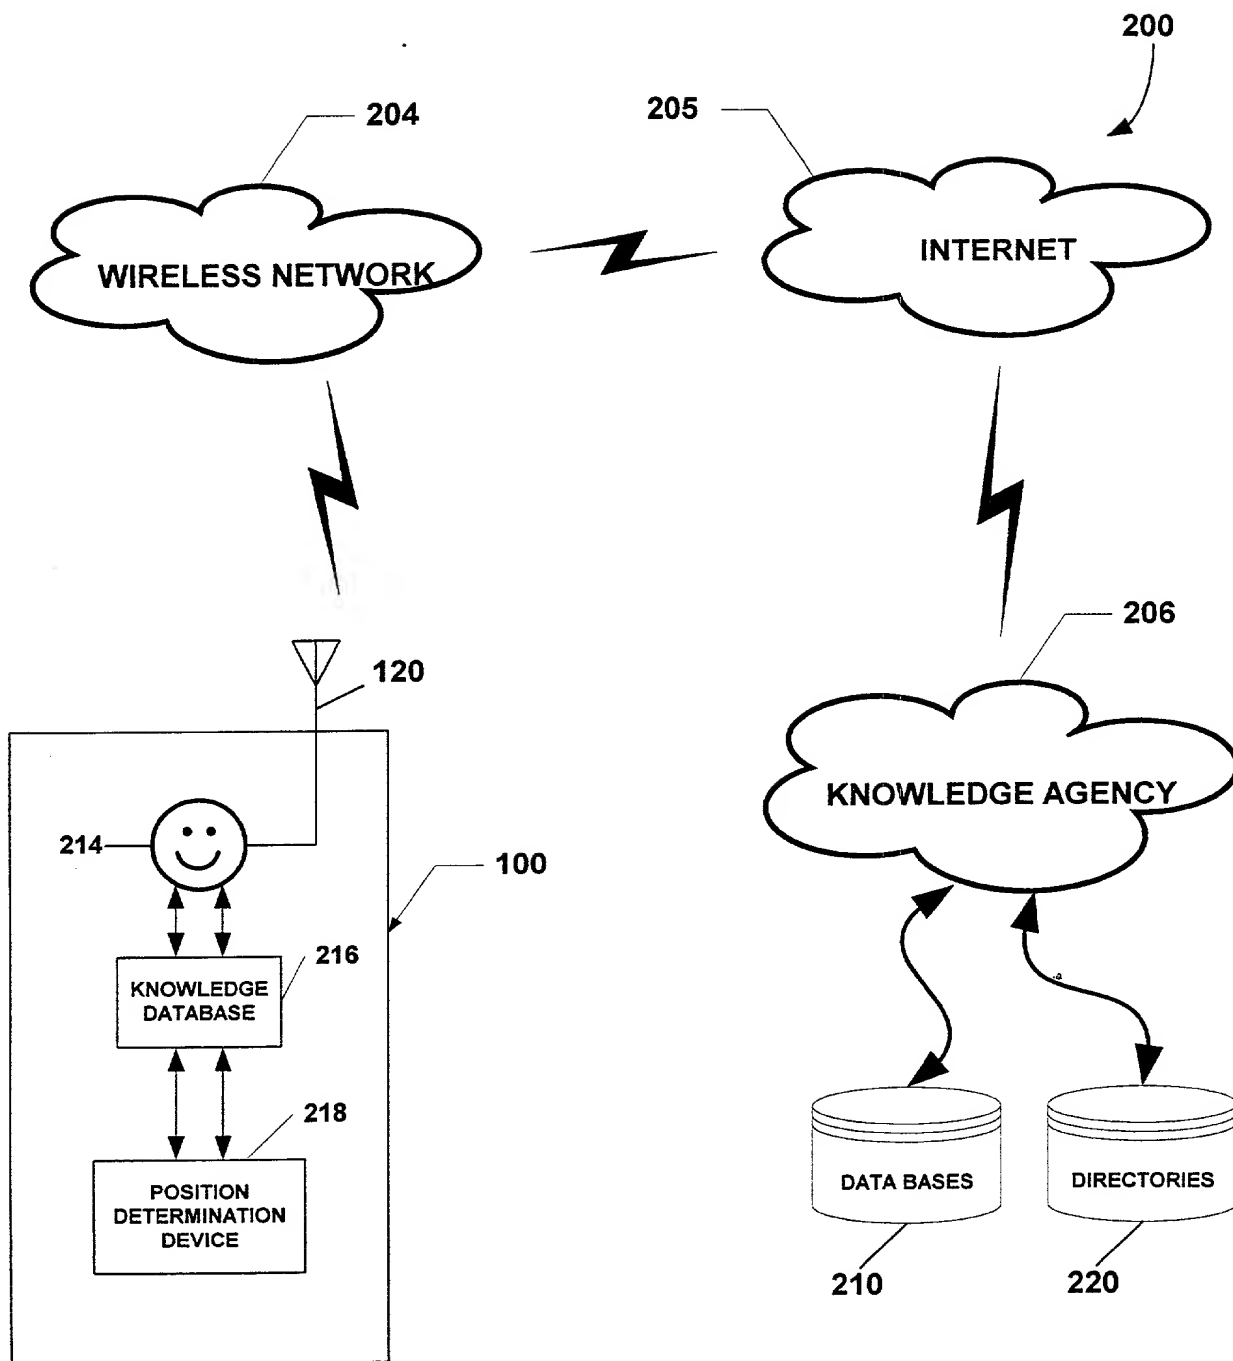 200
204
205
WIRELESS NETWORK
INTERNET
206
120
KNOWLEDGE AGENCY
214
100
216
KNOWLEDGE
DATABASE
218
POSITION
DETERMINATION
DEVICE
DATA BASES
DIRECTORIES
210
220